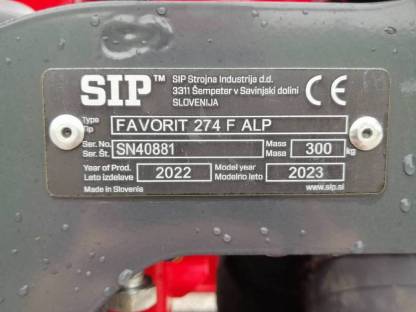 SIP™ SIP Strojna Industrija d.d.
3311 Šempeter v Savinjski dolini
SLOVENIJA
CE
Type
Tip FAVORIT 274 F ALP
Ser. No. Mass
Ser. Št. SN40881 Masa 300 kg
Year of Prod. Model year
Leto izdelave 2022 Modelno leto 2023
Made in Slovenia www.sip.si